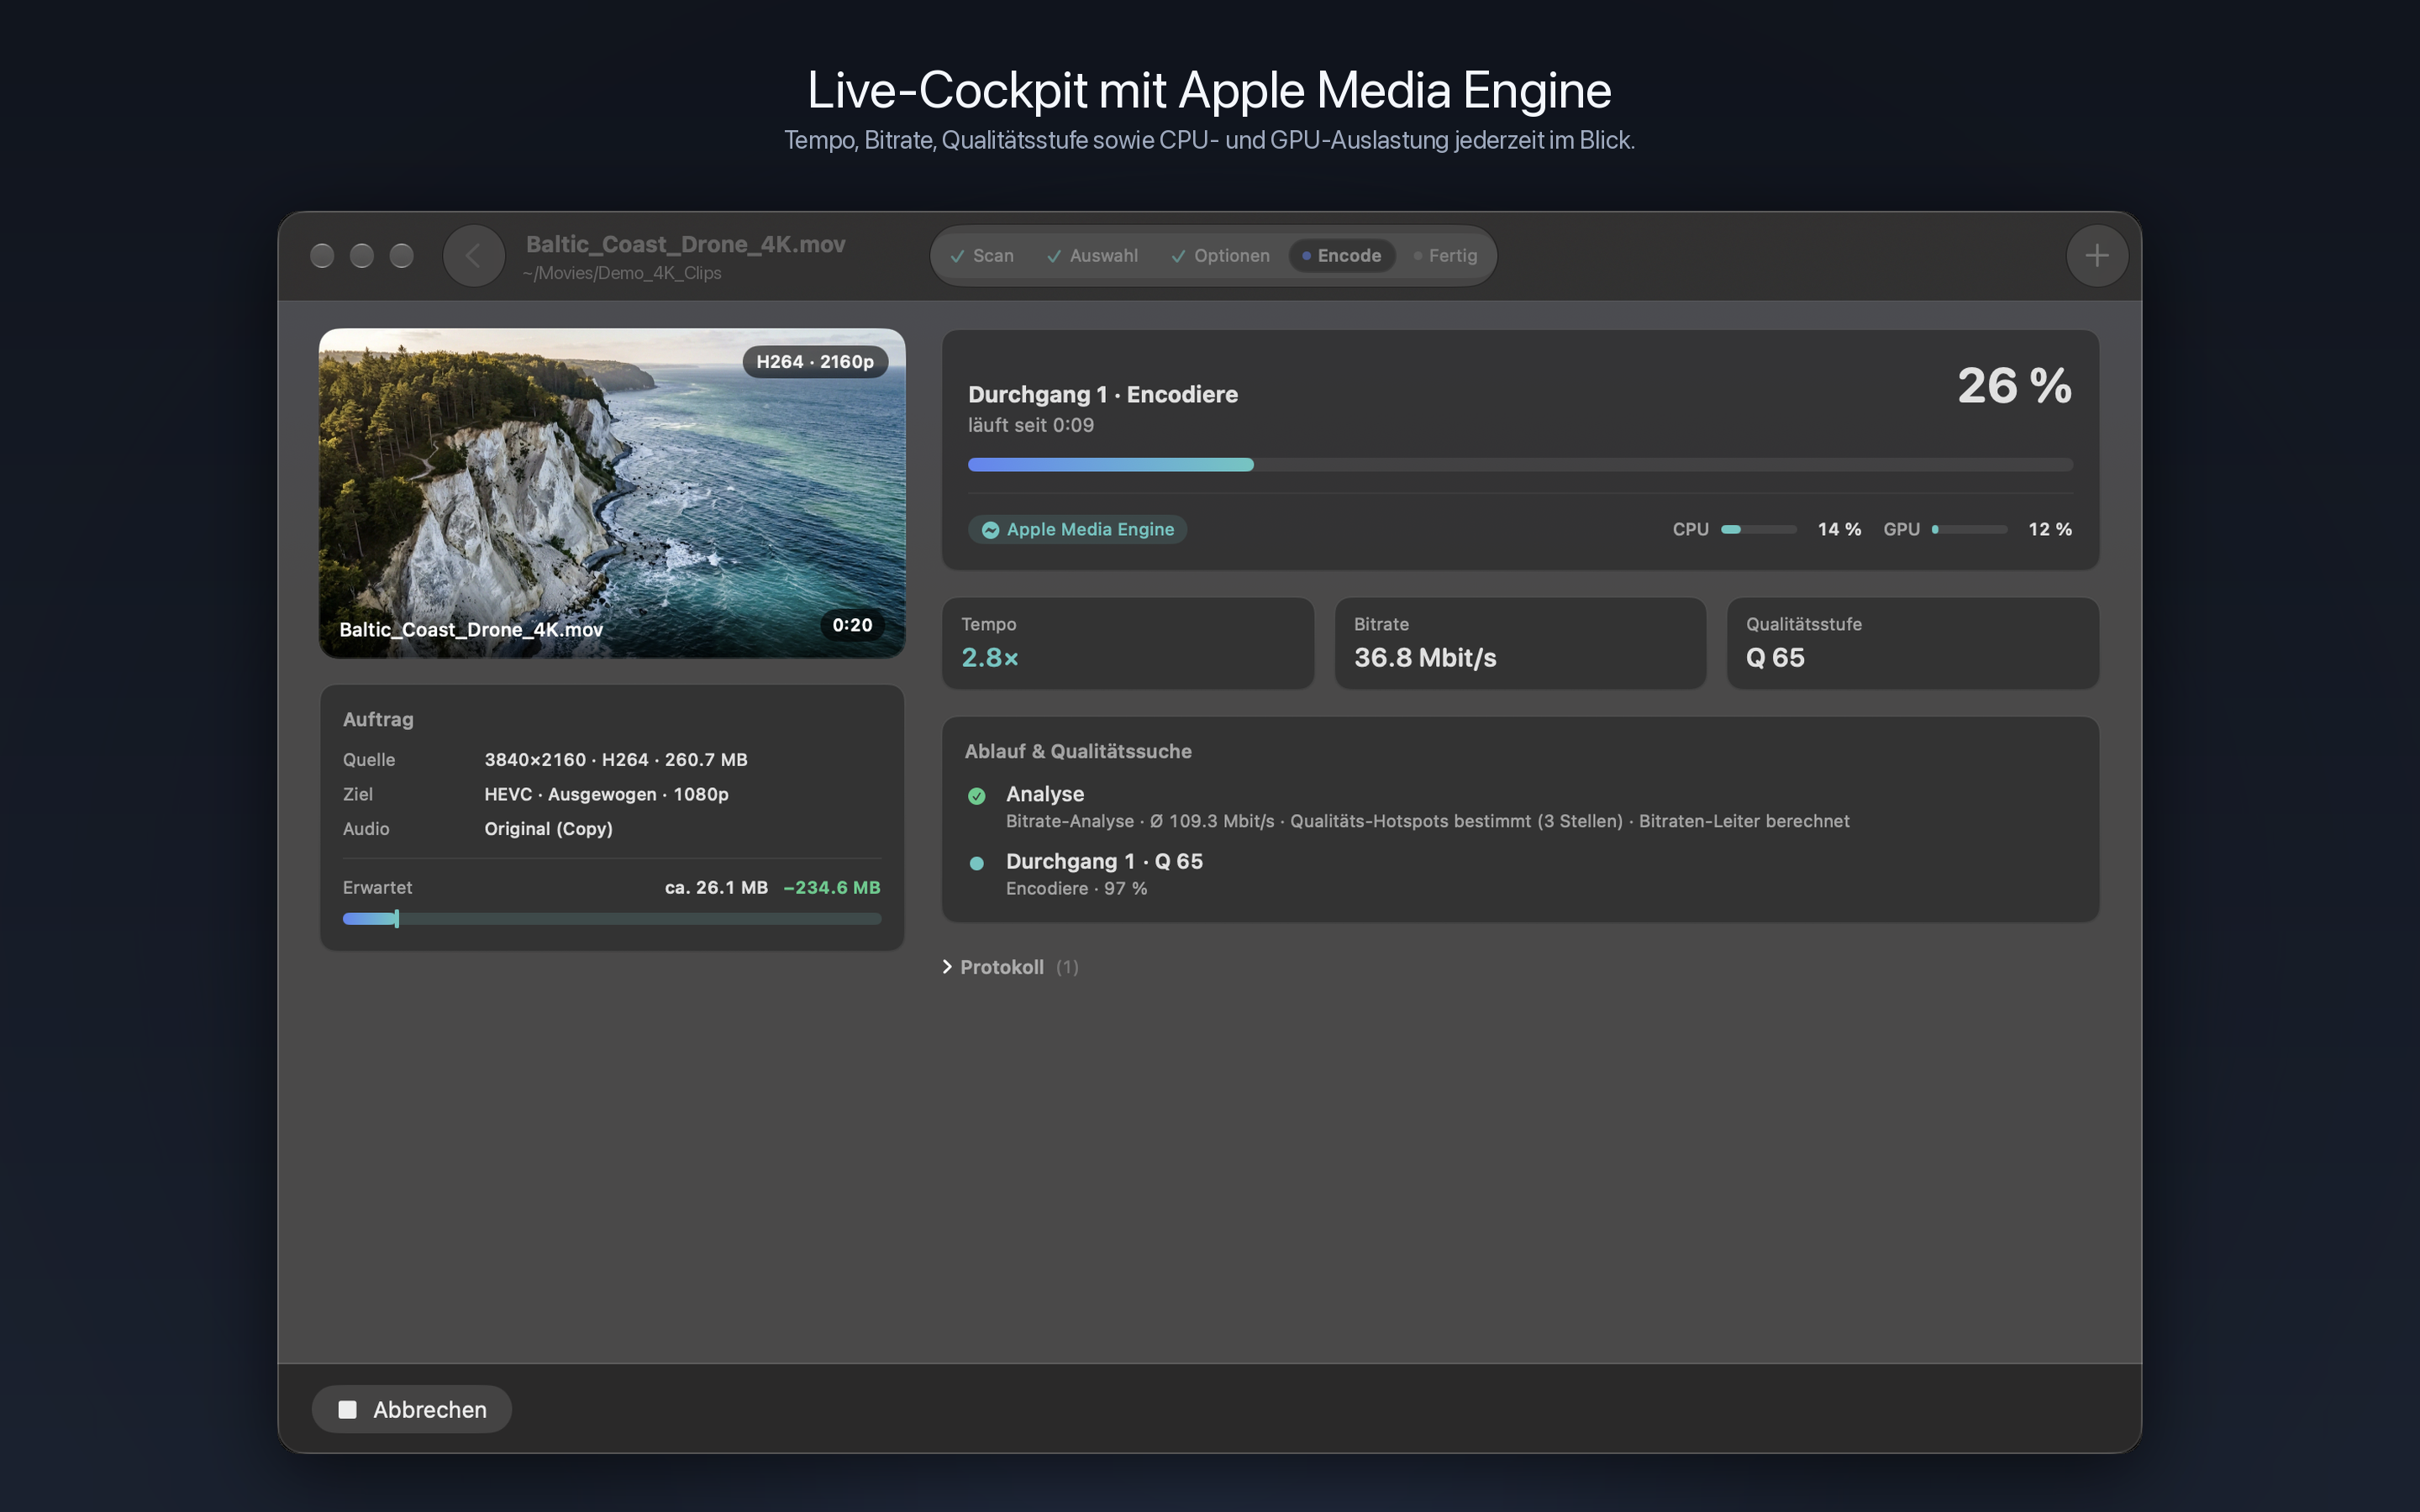 Live-Cockpit mit Apple Media Engine
Tempo, Bitrate, Qualitätsstufe sowie CPU- und GPU-Auslastung jederzeit im Blick.
Baltic_Coast_Drone_4K.mov
~/Movies/Demo_4K_Clips
Scan Auswahl Optionen Encode Fertig
H264 · 2160p
Baltic_Coast_Drone_4K.mov 0:20
Auftrag
Quelle 3840×2160 · H264 · 260.7 MB
Ziel HEVC · Ausgewogen · 1080p
Audio Original (Copy)
Erwartet ca. 26.1 MB −234.6 MB
Durchgang 1 · Encodiere 26 %
läuft seit 0:09
Apple Media Engine CPU 14 % GPU 12 %
Tempo
2.8×
Bitrate
36.8 Mbit/s
Qualitätsstufe
Q 65
Ablauf & Qualitätssuche
Analyse
Bitrate-Analyse · Ø 109.3 Mbit/s · Qualitäts-Hotspots bestimmt (3 Stellen) · Bitraten-Leiter berechnet
Durchgang 1 · Q 65
Encodiere · 97 %
Protokoll (1)
Abbrechen